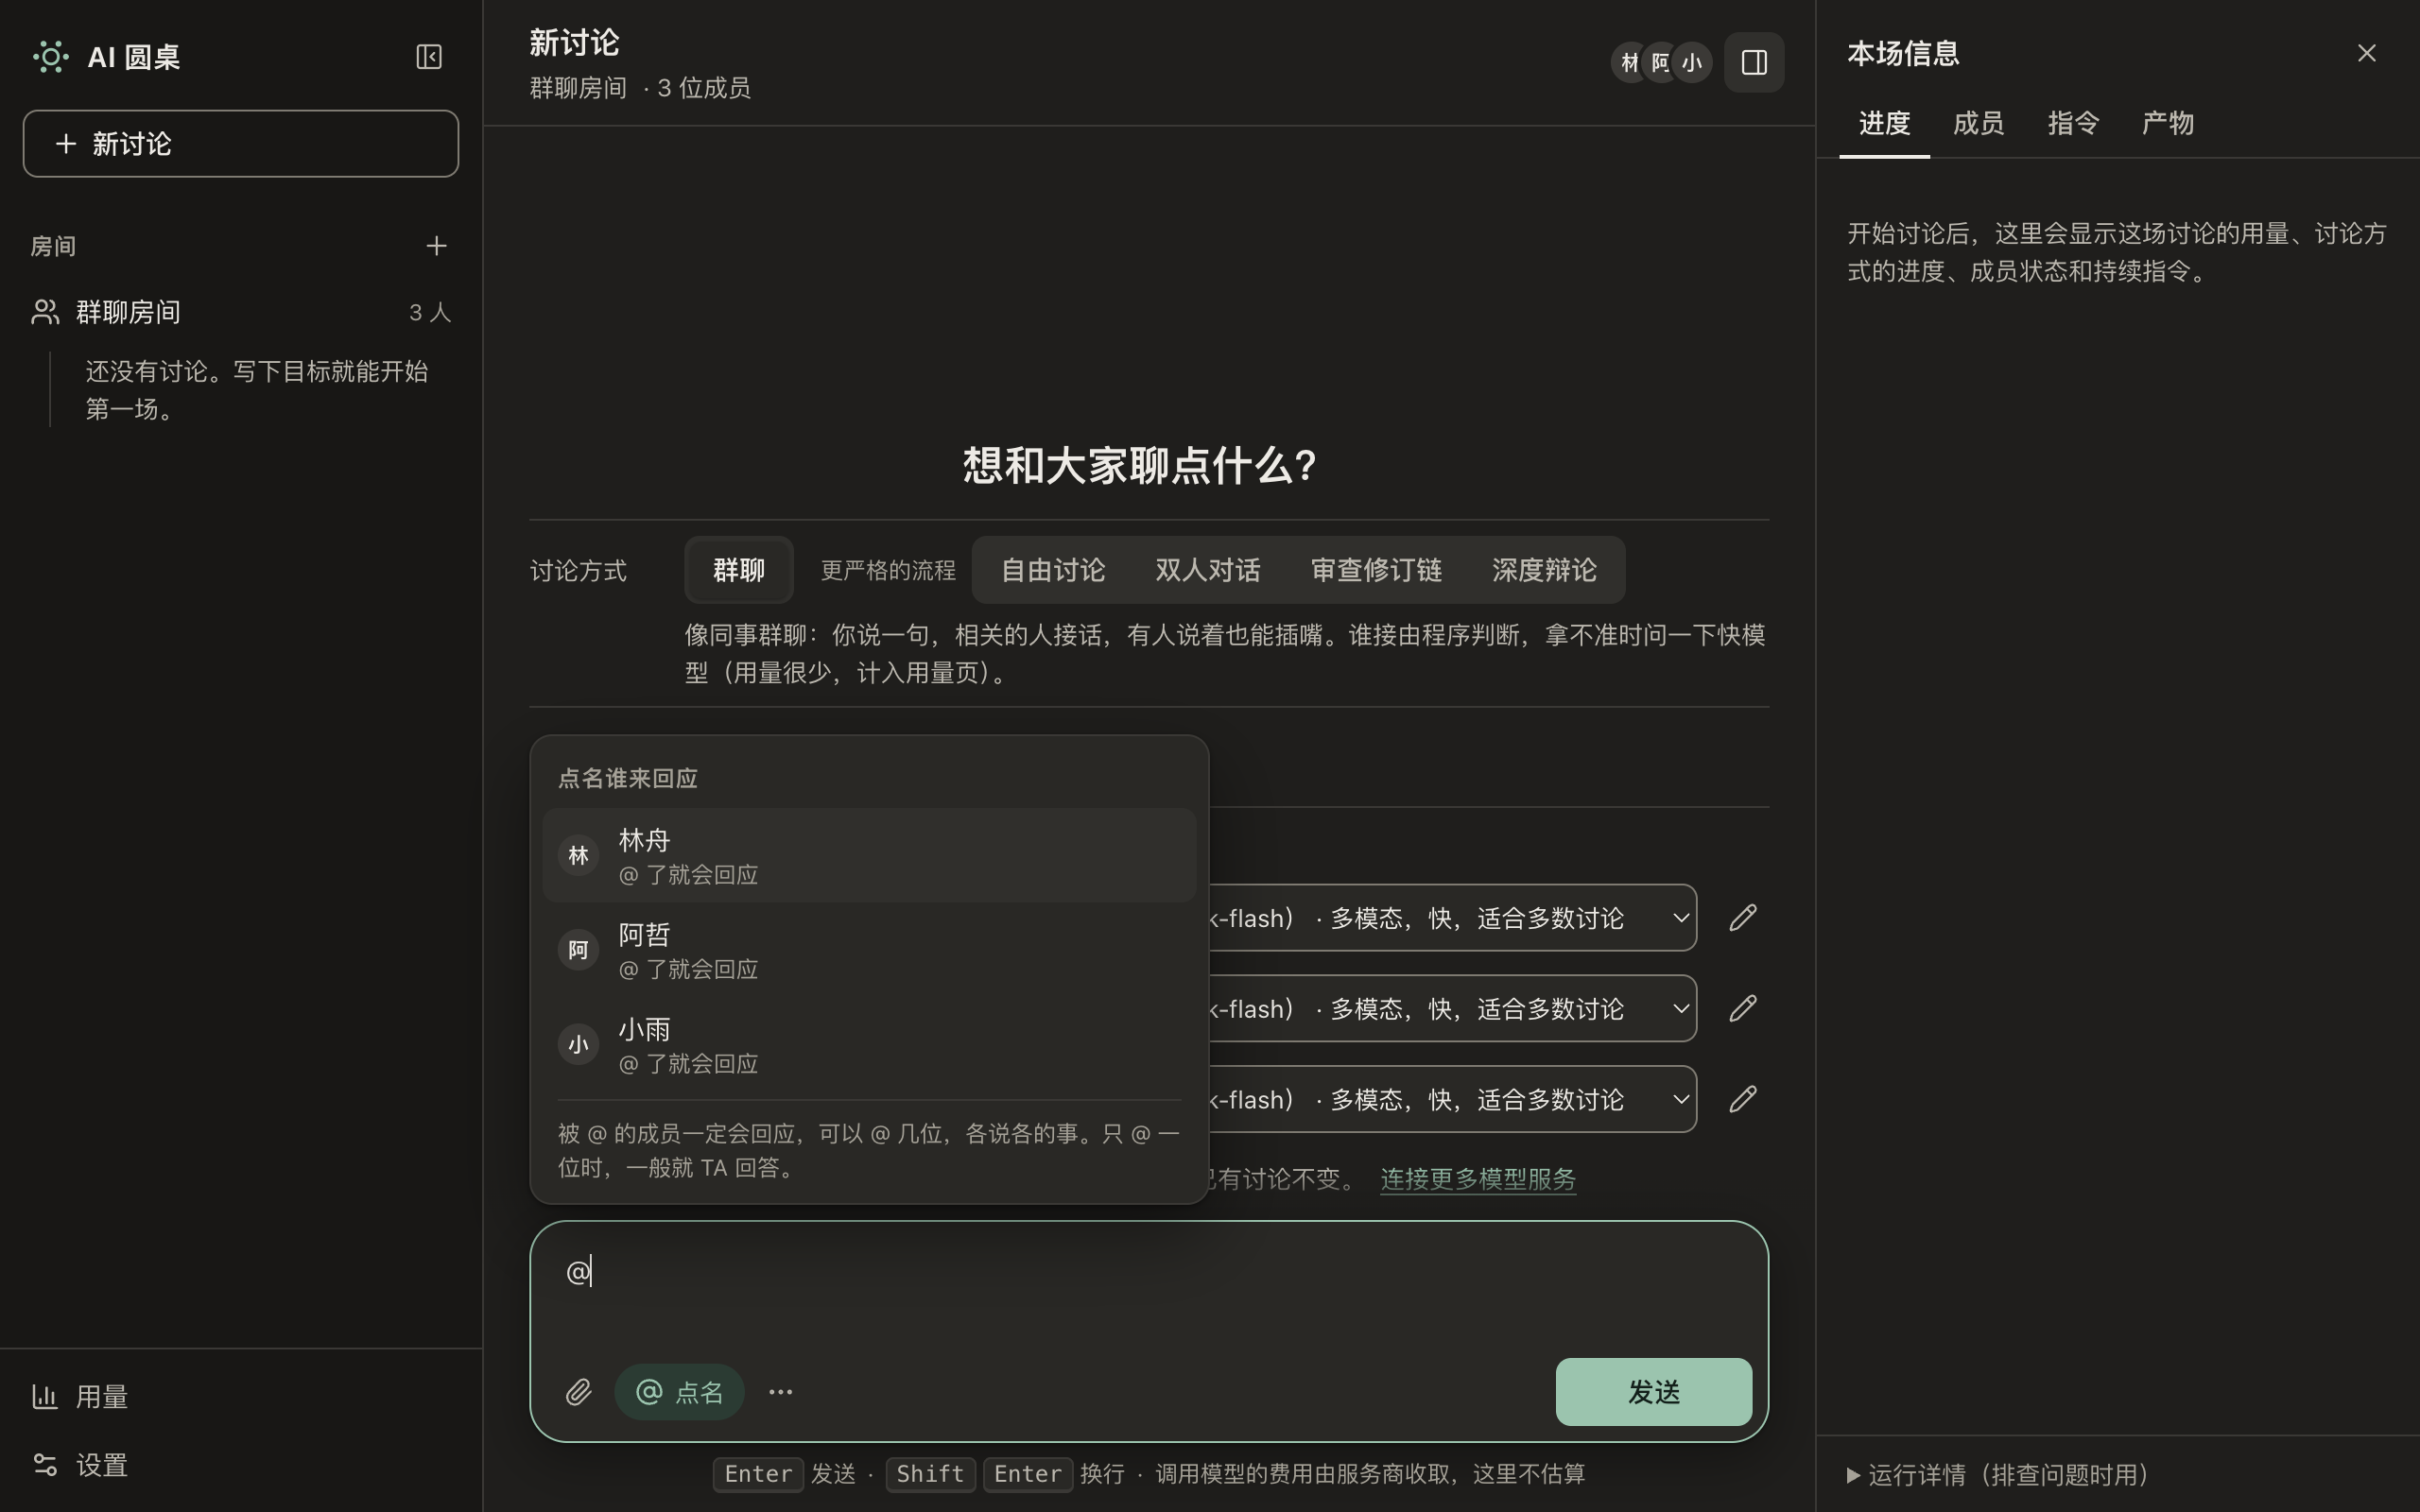 AI 圆桌
新讨论
房间
群聊房间
3 人
还没有讨论。写下目标就能开始
第一场。
用量
设置
新讨论
群聊房间 · 3 位成员
林 阿 小
想和大家聊点什么?
讨论方式
群聊
更严格的流程
自由讨论
双人对话
审查修订链
深度辩论
像同事群聊：你说一句，相关的人接话，有人说着也能插嘴。谁接由程序判断，拿不准时问一下快模
型（用量很少，计入用量页）。
点名谁来回应
林
林舟
@ 了就会回应
阿
阿哲
@ 了就会回应
小
小雨
@ 了就会回应
被 @ 的成员一定会回应，可以 @ 几位，各说各的事。只 @ 一
位时，一般就 TA 回答。
-flash） · 多模态，快，适合多数讨论
-flash） · 多模态，快，适合多数讨论
-flash） · 多模态，快，适合多数讨论
有讨论不变。 连接更多模型服务
@
@ 点名
发送
Enter 发送 · Shift Enter 换行 · 调用模型的费用由服务商收取，这里不估算
本场信息
进度
成员
指令
产物
开始讨论后，这里会显示这场讨论的用量、讨论方
式的进度、成员状态和持续指令。
运行详情（排查问题时用）